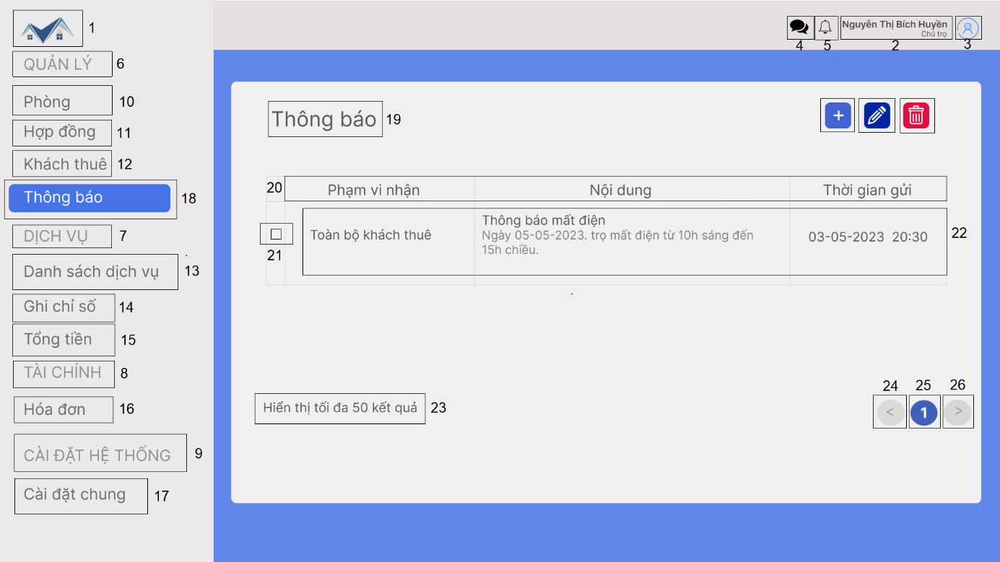 1
Nguyễn Thị Bích Huyền
Chủ trọ
4
5
2
3
QUẢN LÝ 6
Phòng 10
Hợp đồng 11
Khách thuê 12
Thông báo 18
DỊCH VỤ 7
Danh sách dịch vụ 13
Ghi chỉ số 14
Tổng tiền 15
TÀI CHÍNH 8
Hóa đơn 16
CÀI ĐẶT HỆ THỐNG 9
Cài đặt chung 17
Thông báo 19
+
20 Phạm vi nhận Nội dung Thời gian gửi
21
Toàn bộ khách thuê
Thông báo mất điện
Ngày 05-05-2023. trọ mất điện từ 10h sáng đến
15h chiều.
03-05-2023 20:30
22
Hiển thị tối đa 50 kết quả 23
24 25 26
< 1 >